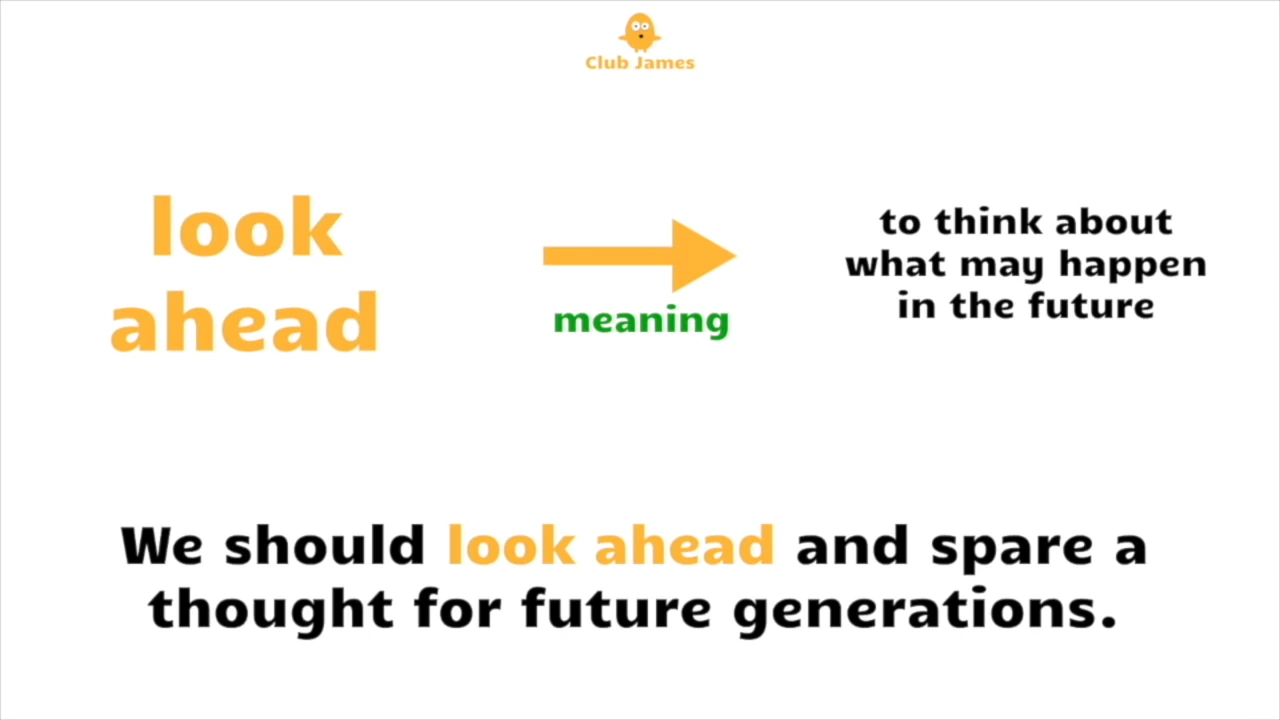 Club James
look
ahead
meaning
to think about
what may happen
in the future
We should look ahead and spare a
thought for future generations.